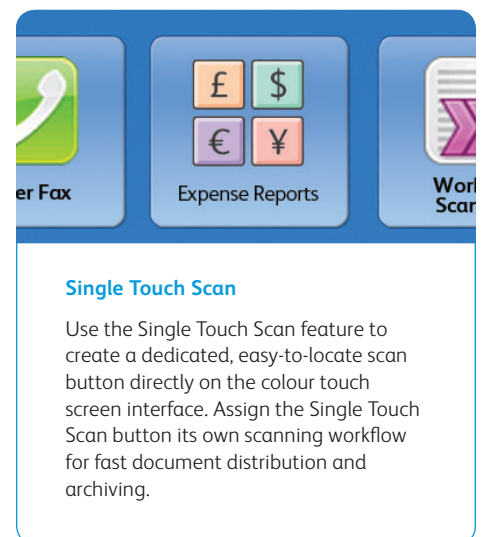 £ $
€ ¥
er Fax
Expense Reports
Wor
Scar
Single Touch Scan
Use the Single Touch Scan feature to
create a dedicated, easy-to-locate scan
button directly on the colour touch
screen interface. Assign the Single Touch
Scan button its own scanning workflow
for fast document distribution and
archiving.